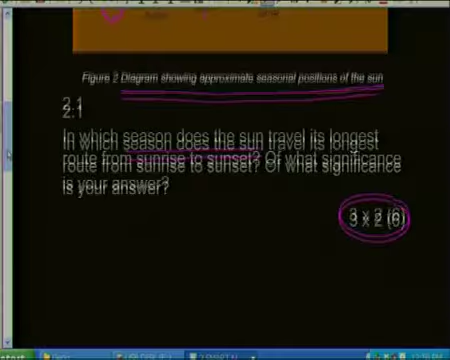 Figure 2 Diagram showing approximate seasonal positions of the sun
2.1
In which season does the sun travel its longest
route from sunrise to sunset? Of what significance
is your answer?
3 x 2 (6)
start